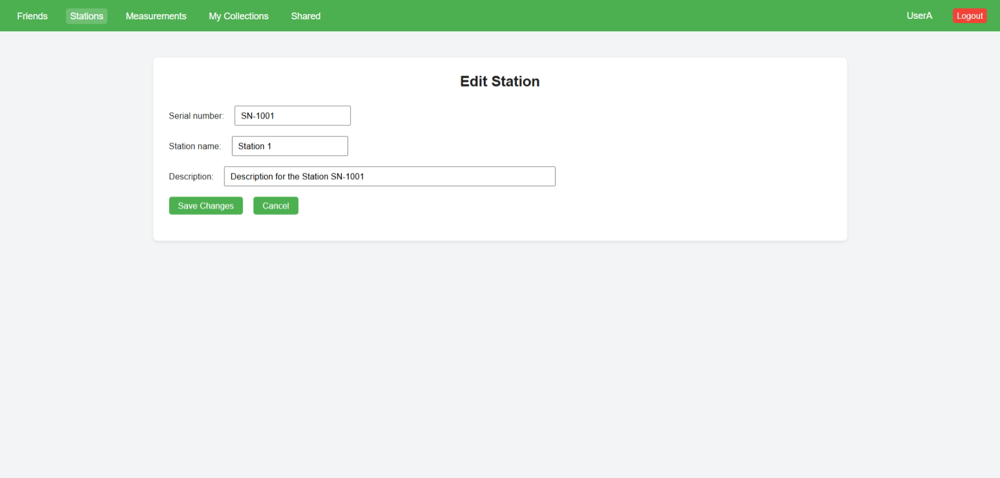 Friends Stations Measurements My Collections Shared UserA Logout
Edit Station
Serial number: SN-1001
Station name: Station 1
Description: Description for the Station SN-1001
Save Changes Cancel